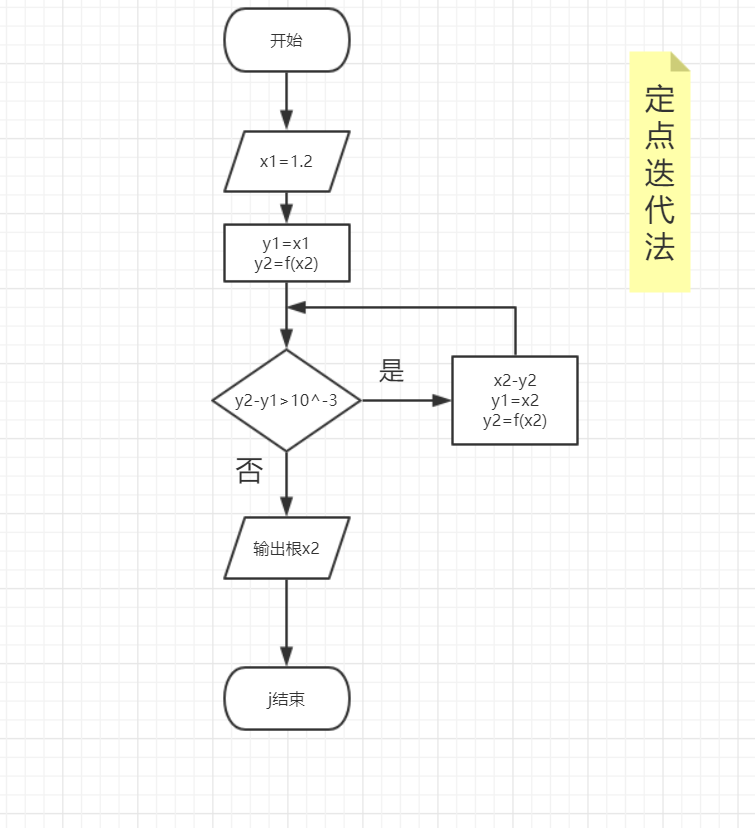 开始
定点迭代法
x1=1.2
y1=x1
y2=f(x2)
是
x2-y2
y1=x2
y2=f(x2)
y2-y1>10^-3
否
输出根x2
j结束